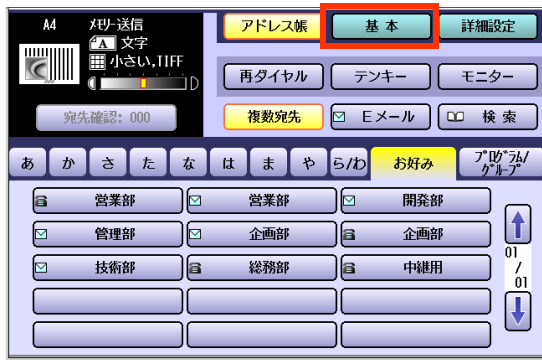 A4 ﾒﾓﾘｰ送信
A 文字
小さい,TIFF
D
宛先確認: 000
アドレス帳 基本 詳細設定
再ダイヤル テンキー モニター
複数宛先 Eメール 検索
あ か さ た な は ま や ら/わ お好み ﾌﾟﾛｸﾞﾗﾑ/
ｸﾞﾙｰﾌﾟ
営業部 営業部 開発部
管理部 企画部 企画部
技術部 総務部 中継用
01
/
01